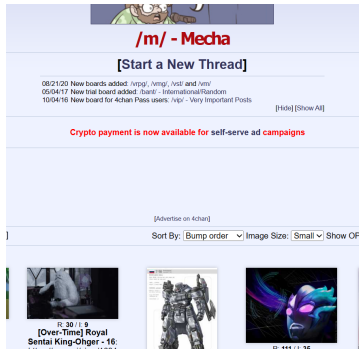 /m/ - Mecha
[Start a New Thread]
08/21/20 New boards added: /vrpg/, /vmg/, /vst/ and /vm/
05/04/17 New trial board added: /bant/ - International/Random
10/04/16 New board for 4chan Pass users: /vip/ - Very Important Posts
[Hide] [Show All]
Crypto payment is now available for self-serve ad campaigns
[Advertise on 4chan]
] Sort By: Bump order Image Size: Small Show OP
R: 30 / I: 9
[Over-Time] Royal
Sentai King-Ohger - 16:
R: 111 / I: 35